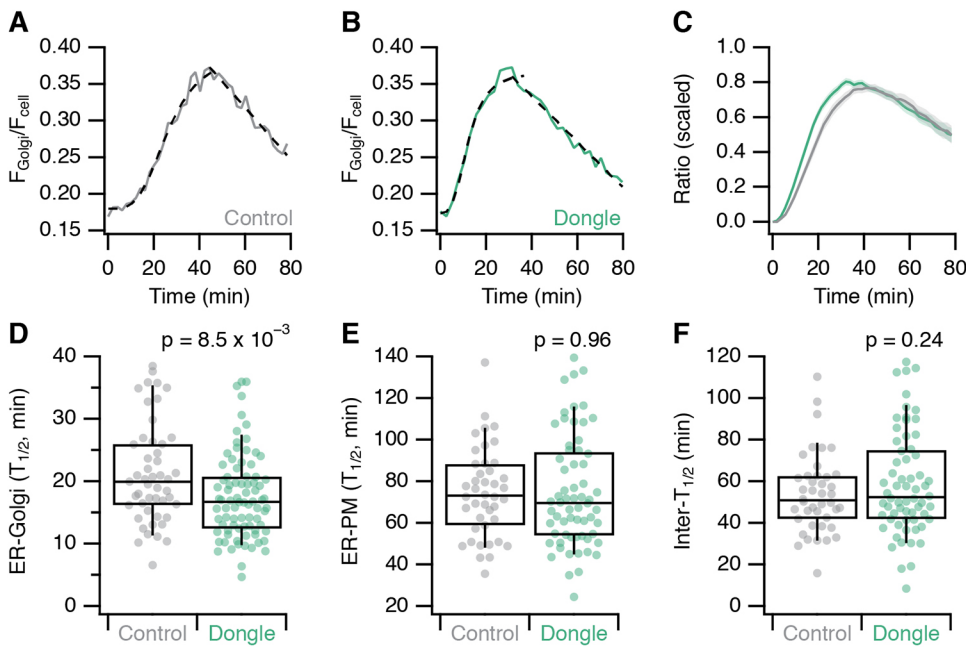 A
B
C
0.40
0.35
0.30
0.25
0.20
0.15
F_Golgi/F_cell
Control
0 20 40 60 80
Time (min)
0.40
0.35
0.30
0.25
0.20
0.15
F_Golgi/F_cell
Dongle
0 20 40 60 80
Time (min)
1.0
0.8
0.6
0.4
0.2
0.0
Ratio (scaled)
0 20 40 60 80
Time (min)
D
p = 8.5 x 10⁻³
40
30
20
10
0
ER-Golgi (T_1/2, min)
Control Dongle
E
p = 0.96
140
120
100
80
60
40
20
ER-PM (T_1/2, min)
Control Dongle
F
p = 0.24
120
100
80
60
40
20
0
Inter-T_1/2 (min)
Control Dongle